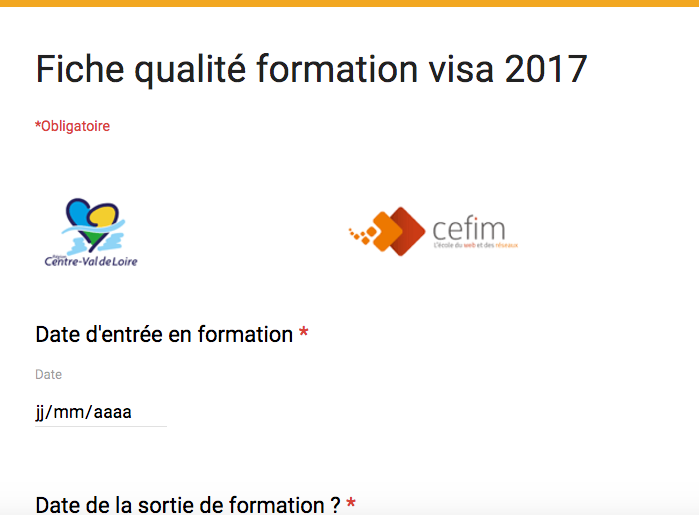 Fiche qualité formation visa 2017
*Obligatoire
Région
Centre-Val de Loire
cefim
L'école du web et des réseaux
Date d'entrée en formation *
Date
jj/mm/aaaa
Date de la sortie de formation ? *